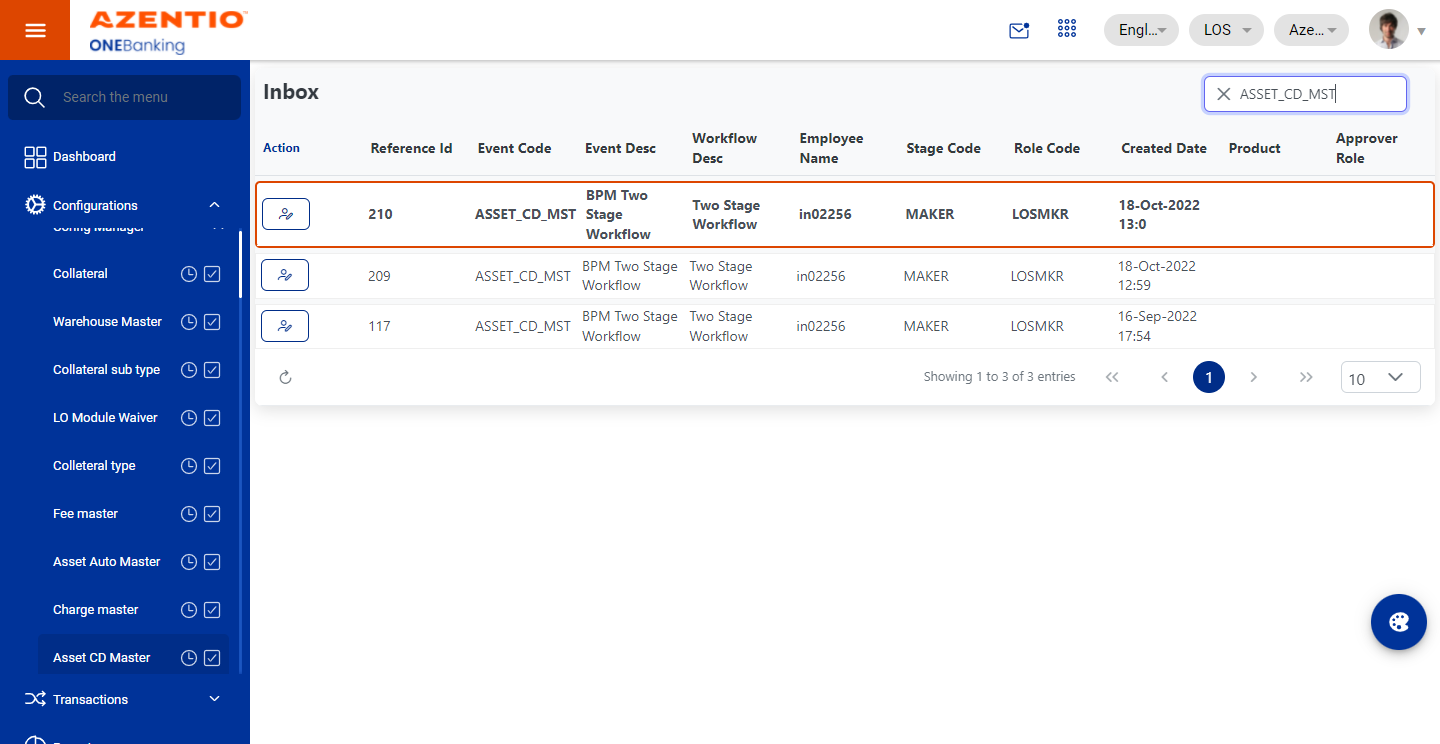 AZENTIO
ONEBanking
Engl...
LOS
Aze...
Search the menu
Dashboard
Configurations
Config Manager
Collateral
Warehouse Master
Collateral sub type
LO Module Waiver
Colleteral type
Fee master
Asset Auto Master
Charge master
Asset CD Master
Transactions
Inbox
ASSET_CD_MST
Action Reference Id Event Code Event Desc Workflow Desc Employee Name Stage Code Role Code Created Date Product Approver Role
210 ASSET_CD_MST BPM Two Stage Workflow Two Stage Workflow in02256 MAKER LOSMKR 18-Oct-2022 13:0
209 ASSET_CD_MST BPM Two Stage Workflow Two Stage Workflow in02256 MAKER LOSMKR 18-Oct-2022 12:59
117 ASSET_CD_MST BPM Two Stage Workflow Two Stage Workflow in02256 MAKER LOSMKR 16-Sep-2022 17:54
Showing 1 to 3 of 3 entries
1
10